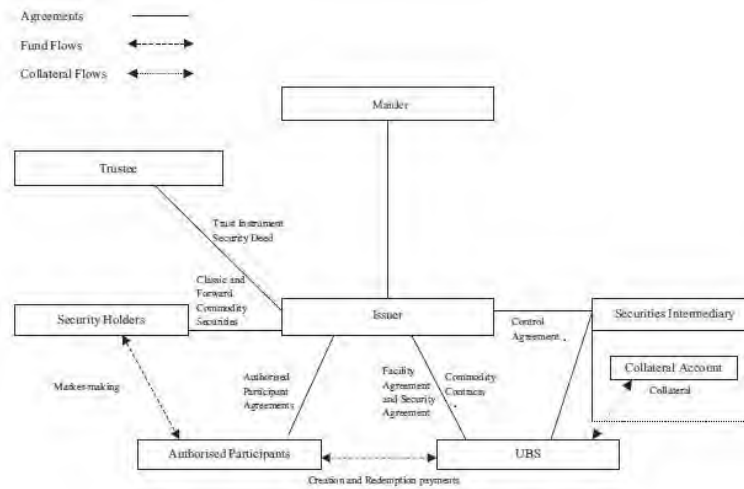 Agreements
Fund Flows
Collateral Flows
Trustee
Trust Instrument
Security Deed
Classic and
Forward
Commodity
Securities
Security Holders
Issuer
Control
Agreement
Securities Intermediary
Collateral Account
Collateral
Market-making
Authorised
Participant
Agreements
Facility
Agreement
and Security
Agreement
Commodity
Contracts
Authorised Participants
UBS
Creation and Redemption payments